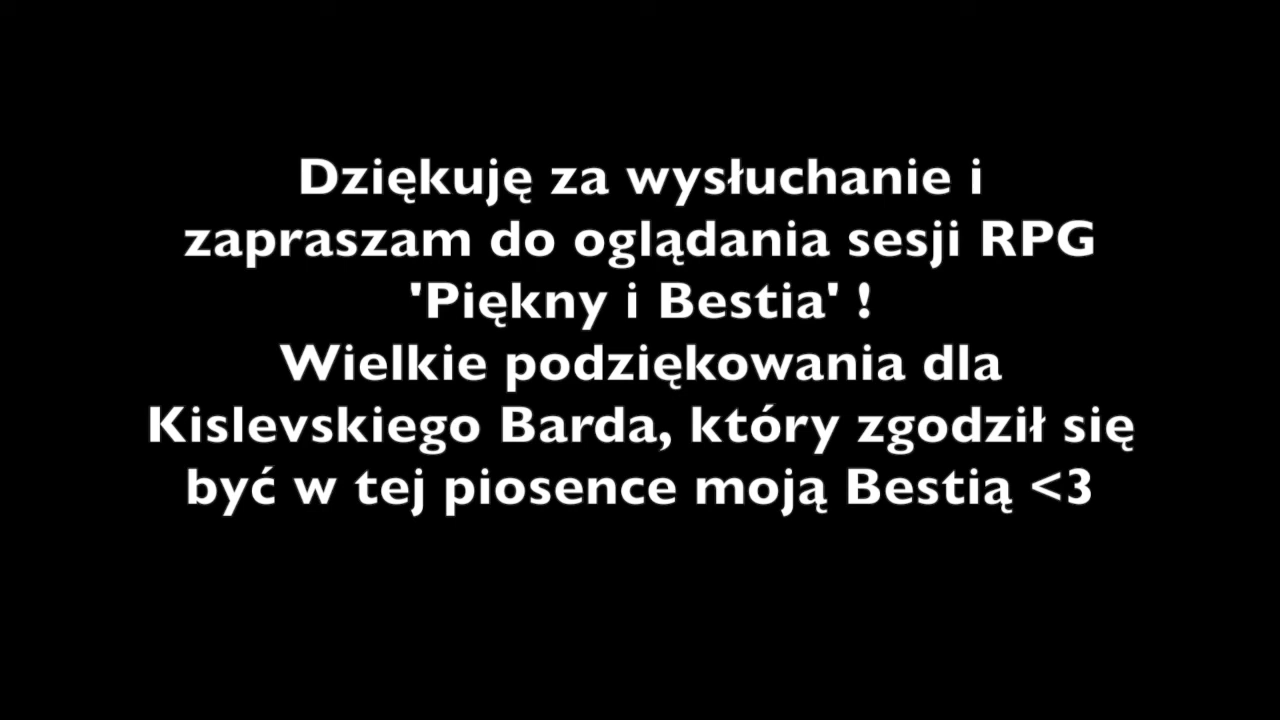 Dziękuję za wysłuchanie i
zapraszam do oglądania sesji RPG
'Piękny i Bestia' !
Wielkie podziękowania dla
Kislevskiego Barda, który zgodził się
być w tej piosence moją Bestią <3